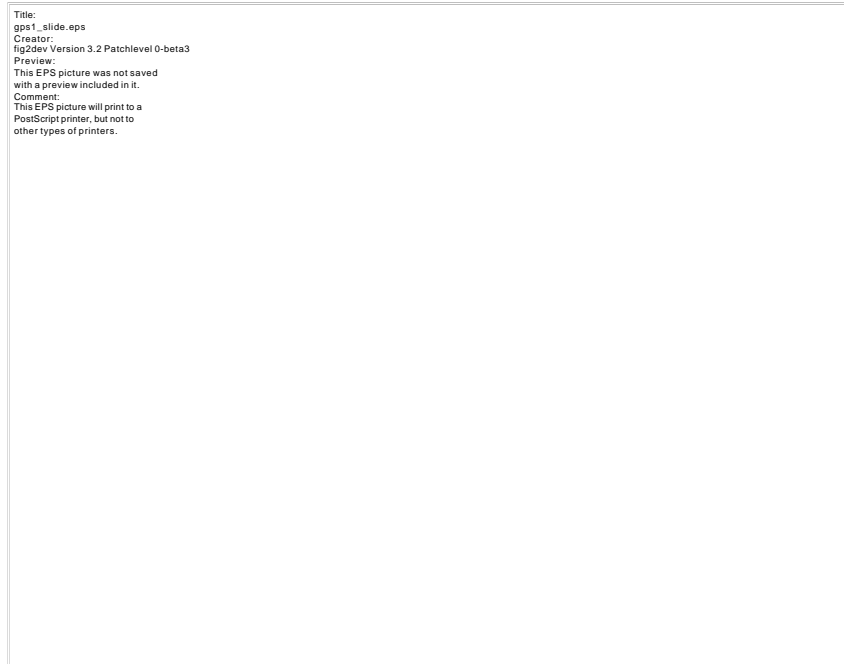 Title:
gps1_slide.eps
Creator:
fig2dev Version 3.2 Patchlevel 0-beta3
Preview:
This EPS picture was not saved
with a preview included in it.
Comment:
This EPS picture will print to a
PostScript printer, but not to
other types of printers.